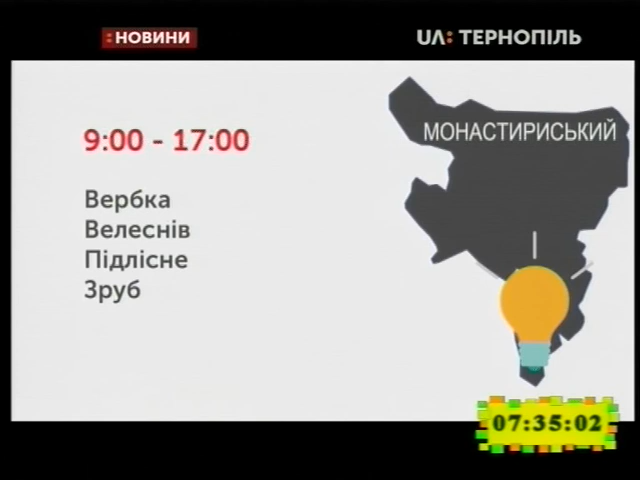 :НОВИНИ
UA: ТЕРНОПІЛЬ
9:00 - 17:00
МОНАСТИРИСЬКИЙ
Вербка
Велеснів
Підлісне
Зруб
07:35:02